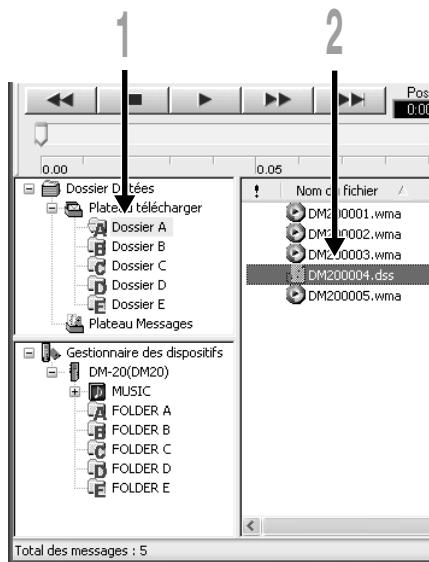 1 2
Pos
0:00
0.00 0.05
Dossier Dictées
Plateau télécharger
Dossier A
Dossier B
Dossier C
Dossier D
Dossier E
Plateau Messages
! Nom du fichier
DM200001.wma
DM200002.wma
DM200003.wma
DM200004.dss
DM200005.wma
Gestionnaire des dispositifs
DM-20(DM20)
MUSIC
FOLDER A
FOLDER B
FOLDER C
FOLDER D
FOLDER E
Total des messages : 5